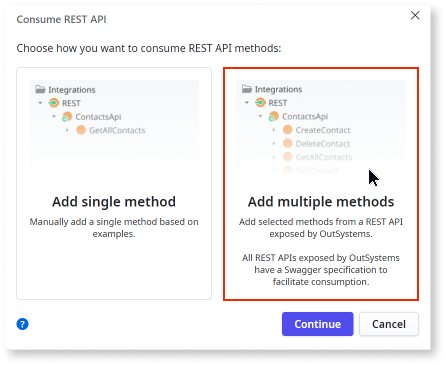 Consume REST API
Choose how you want to consume REST API methods:
Integrations
REST
ContactsApi
GetAllContacts
Add single method
Manually add a single method based on
examples.
Integrations
REST
ContactsApi
CreateContact
DeleteContact
GetAllContacts
GetContact
Add multiple methods
Add selected methods from a REST API
exposed by OutSystems.
All REST APIs exposed by OutSystems
have a Swagger specification to
facilitate consumption.
?
Continue
Cancel